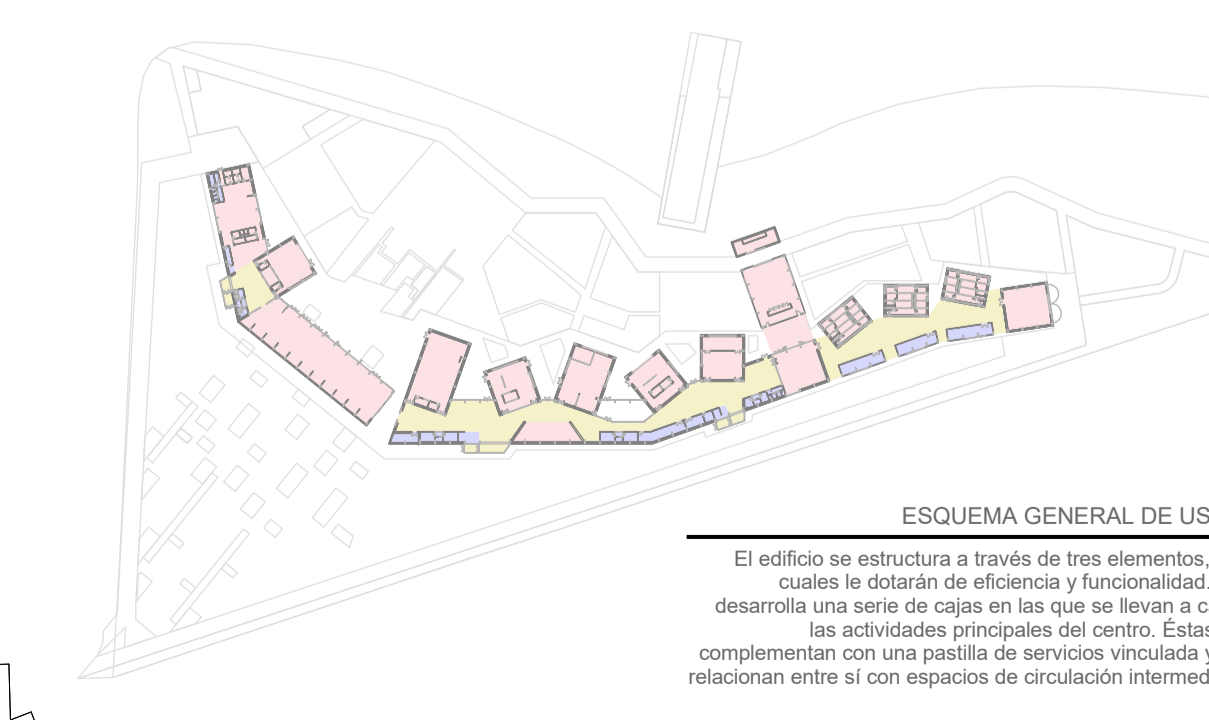 ESQUEMA GENERAL DE US
El edificio se estructura a través de tres elementos,
cuales le dotarán de eficiencia y funcionalidad.
desarrolla una serie de cajas en las que se llevan a c
las actividades principales del centro. Éstas
complementan con una pastilla de servicios vinculada y
relacionan entre sí con espacios de circulación intermed